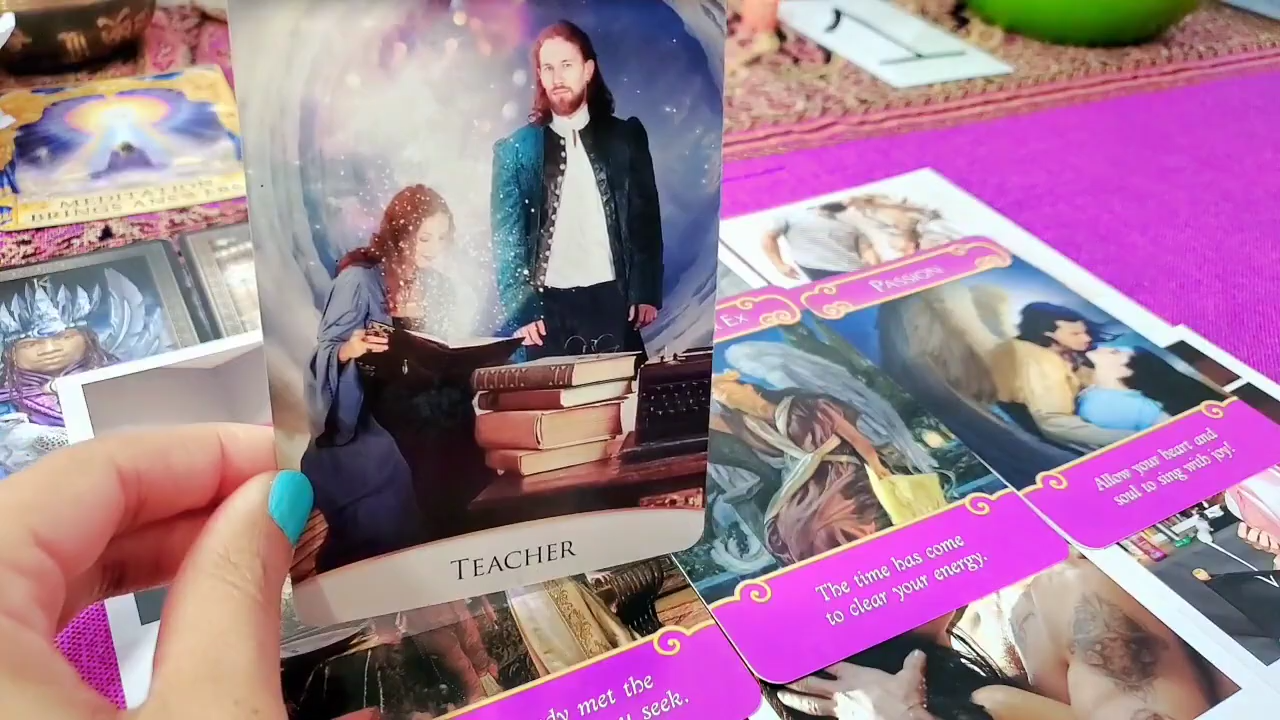 MEDITATION
BRINGS
TEACHER
Ex
PASSION
Allow your heart and
soul to sing with joy!
The time has come
to clear your energy.
met the
seek.